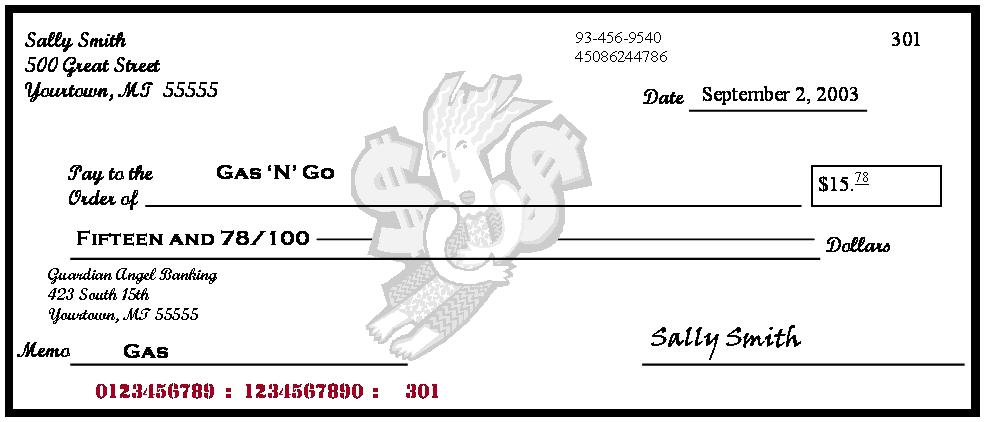 Sally Smith
93-456-9540
301
500 Great Street
45086244786
Yourtown, MT 55555
Date September 2, 2003
Pay to the
Order of
GAS ‘N’ GO
$15.78
FIFTEEN AND 78/100
Dollars
Guardian Angel Banking
423 South 15th
Yourtown, MT 55555
Sally Smith
Memo GAS
0123456789 : 1234567890 : 301